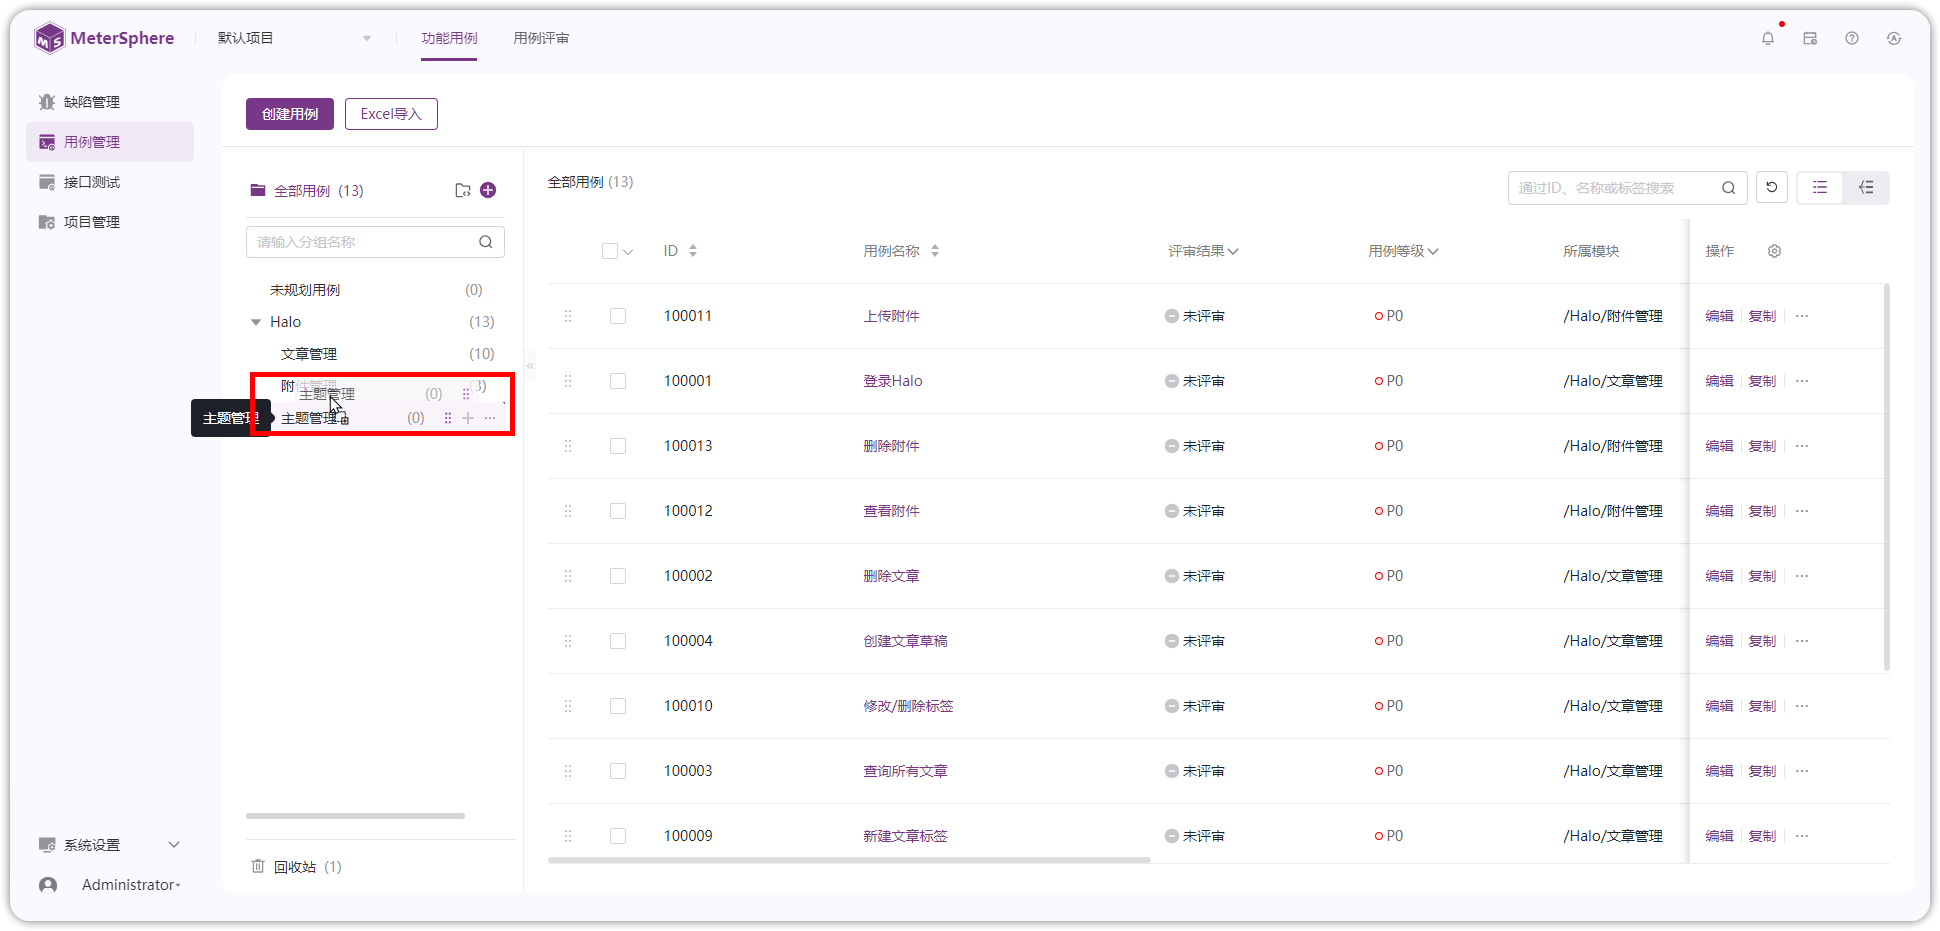 MeterSphere
默认项目
功能用例
用例评审
缺陷管理
用例管理
接口测试
项目管理
系统设置
Administrator
创建用例
Excel导入
全部用例 (13)
请输入分组名称
未规划用例 (0)
Halo (13)
文章管理 (10)
附件管理 (3)
主题管理 (0)
主题管理
主题管理 (0)
回收站 (1)
全部用例 (13)
通过ID、名称或标签搜索
ID 用例名称 评审结果 用例等级 所属模块 操作
100011 上传附件 未评审 P0 /Halo/附件管理 编辑 复制 ···
100001 登录Halo 未评审 P0 /Halo/文章管理 编辑 复制 ···
100013 删除附件 未评审 P0 /Halo/附件管理 编辑 复制 ···
100012 查看附件 未评审 P0 /Halo/附件管理 编辑 复制 ···
100002 删除文章 未评审 P0 /Halo/文章管理 编辑 复制 ···
100004 创建文章草稿 未评审 P0 /Halo/文章管理 编辑 复制 ···
100010 修改/删除标签 未评审 P0 /Halo/文章管理 编辑 复制 ···
100003 查询所有文章 未评审 P0 /Halo/文章管理 编辑 复制 ···
100009 新建文章标签 未评审 P0 /Halo/文章管理 编辑 复制 ···